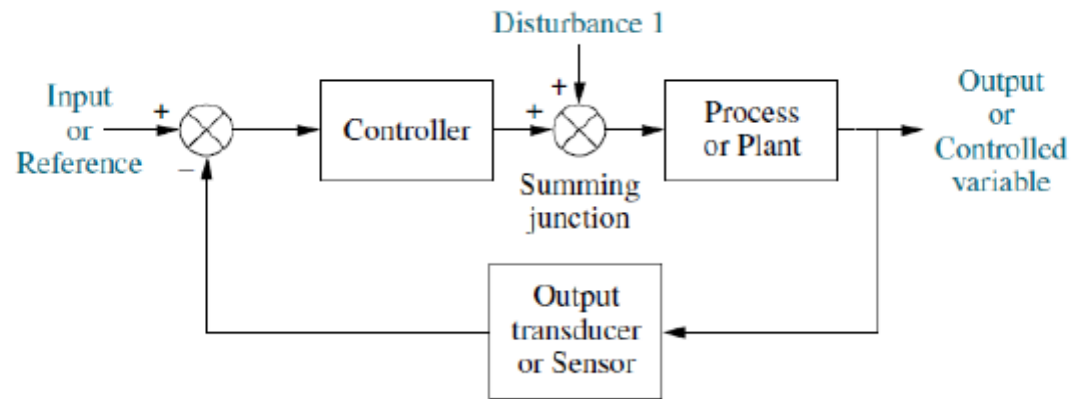 Disturbance 1
Input
or
Reference
+
−
Controller
+
+
Summing
junction
Process
or Plant
Output
or
Controlled
variable
Output
transducer
or Sensor